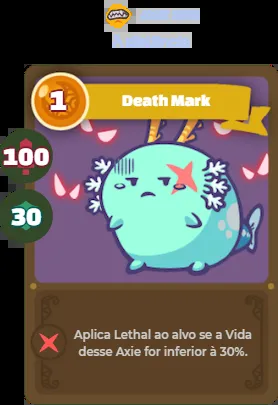 1
Death Mark
100
30
Aplica Lethal ao alvo se a Vida
desse Axie for inferior à 30%.